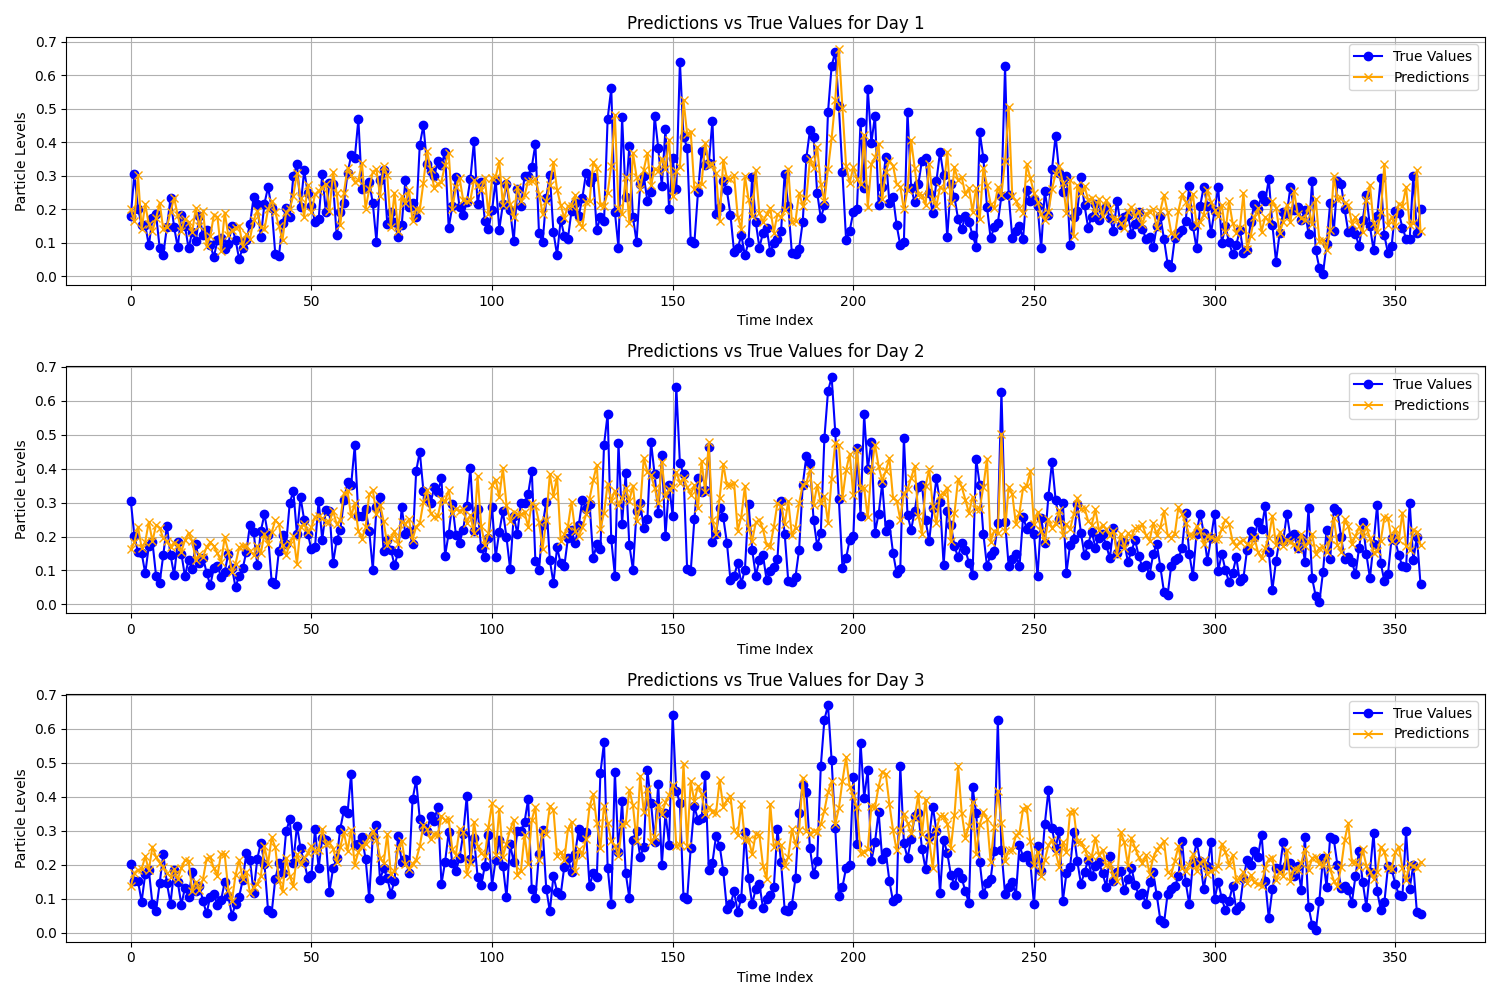 Predictions vs True Values for Day 1
0.7
0.6
0.5
0.4
0.3
0.2
0.1
0.0
Particle Levels
True Values
Predictions
0 50 100 150 200 250 300 350
Time Index
Predictions vs True Values for Day 2
0.7
0.6
0.5
0.4
0.3
0.2
0.1
0.0
Particle Levels
True Values
Predictions
0 50 100 150 200 250 300 350
Time Index
Predictions vs True Values for Day 3
0.7
0.6
0.5
0.4
0.3
0.2
0.1
0.0
Particle Levels
True Values
Predictions
0 50 100 150 200 250 300 350
Time Index